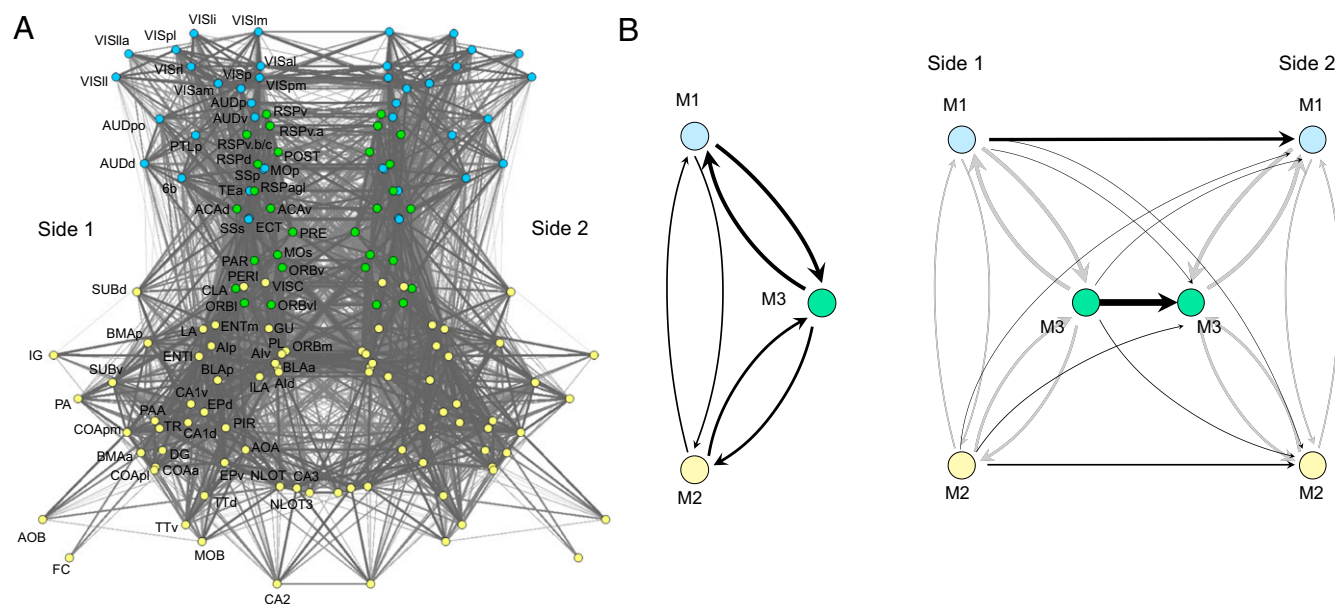 A
VISli
VISlm
VISpl
VISlla
VISal
VISrl
VISp
VISll
VISam
VISpm
AUDp
RSPv
AUDv
AUDpo
RSPv.a
PTLp
RSPv.b/c
POST
RSPd
AUDd
SSp
MOp
6b
TEa
RSPagl
ACAd
ACAv
Side 1
SSs
ECT
PRE
Side 2
MOs
PAR
ORBv
PERI
VISC
SUBd
CLA
ORBl
ORBvl
ENTm
BMAp
LA
GU
PL
ORBm
AIp
IG
ENTl
AIv
BLAa
SUBv
BLAp
AId
ILA
CA1v
PA
EPd
PAA
PIR
TR
COApm
CA1d
AOA
BMAa
DG
COAa
COApl
EPv
NLOT
CA3
TTd
NLOT3
TTv
AOB
MOB
FC
CA2
B
M1
M3
M2
Side 1
Side 2
M1
M1
M3
M3
M2
M2